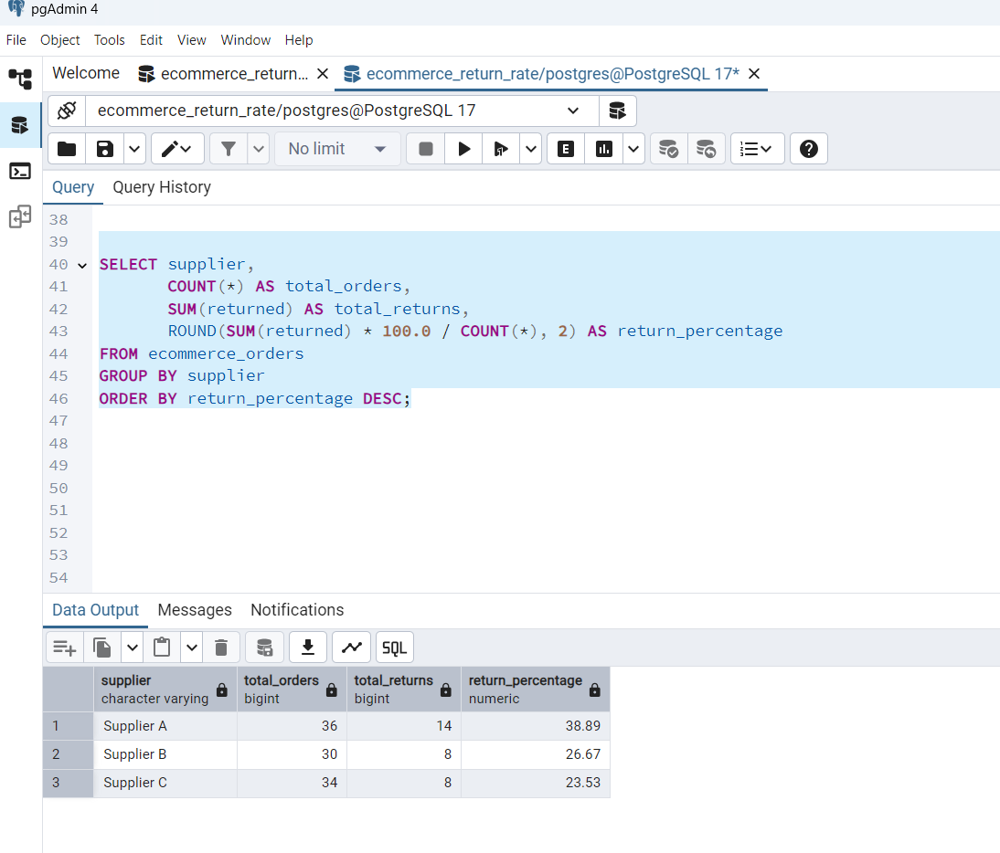 pgAdmin 4
File Object Tools Edit View Window Help
Welcome ecommerce_return... ecommerce_return_rate/postgres@PostgreSQL 17*
ecommerce_return_rate/postgres@PostgreSQL 17
No limit E
Query Query History
38
39
40 SELECT supplier,
41 COUNT(*) AS total_orders,
42 SUM(returned) AS total_returns,
43 ROUND(SUM(returned) * 100.0 / COUNT(*), 2) AS return_percentage
44 FROM ecommerce_orders
45 GROUP BY supplier
46 ORDER BY return_percentage DESC;
47
48
49
50
51
52
53
54
Data Output Messages Notifications
SQL
supplier total_orders total_returns return_percentage
character varying bigint bigint numeric
1 Supplier A 36 14 38.89
2 Supplier B 30 8 26.67
3 Supplier C 34 8 23.53